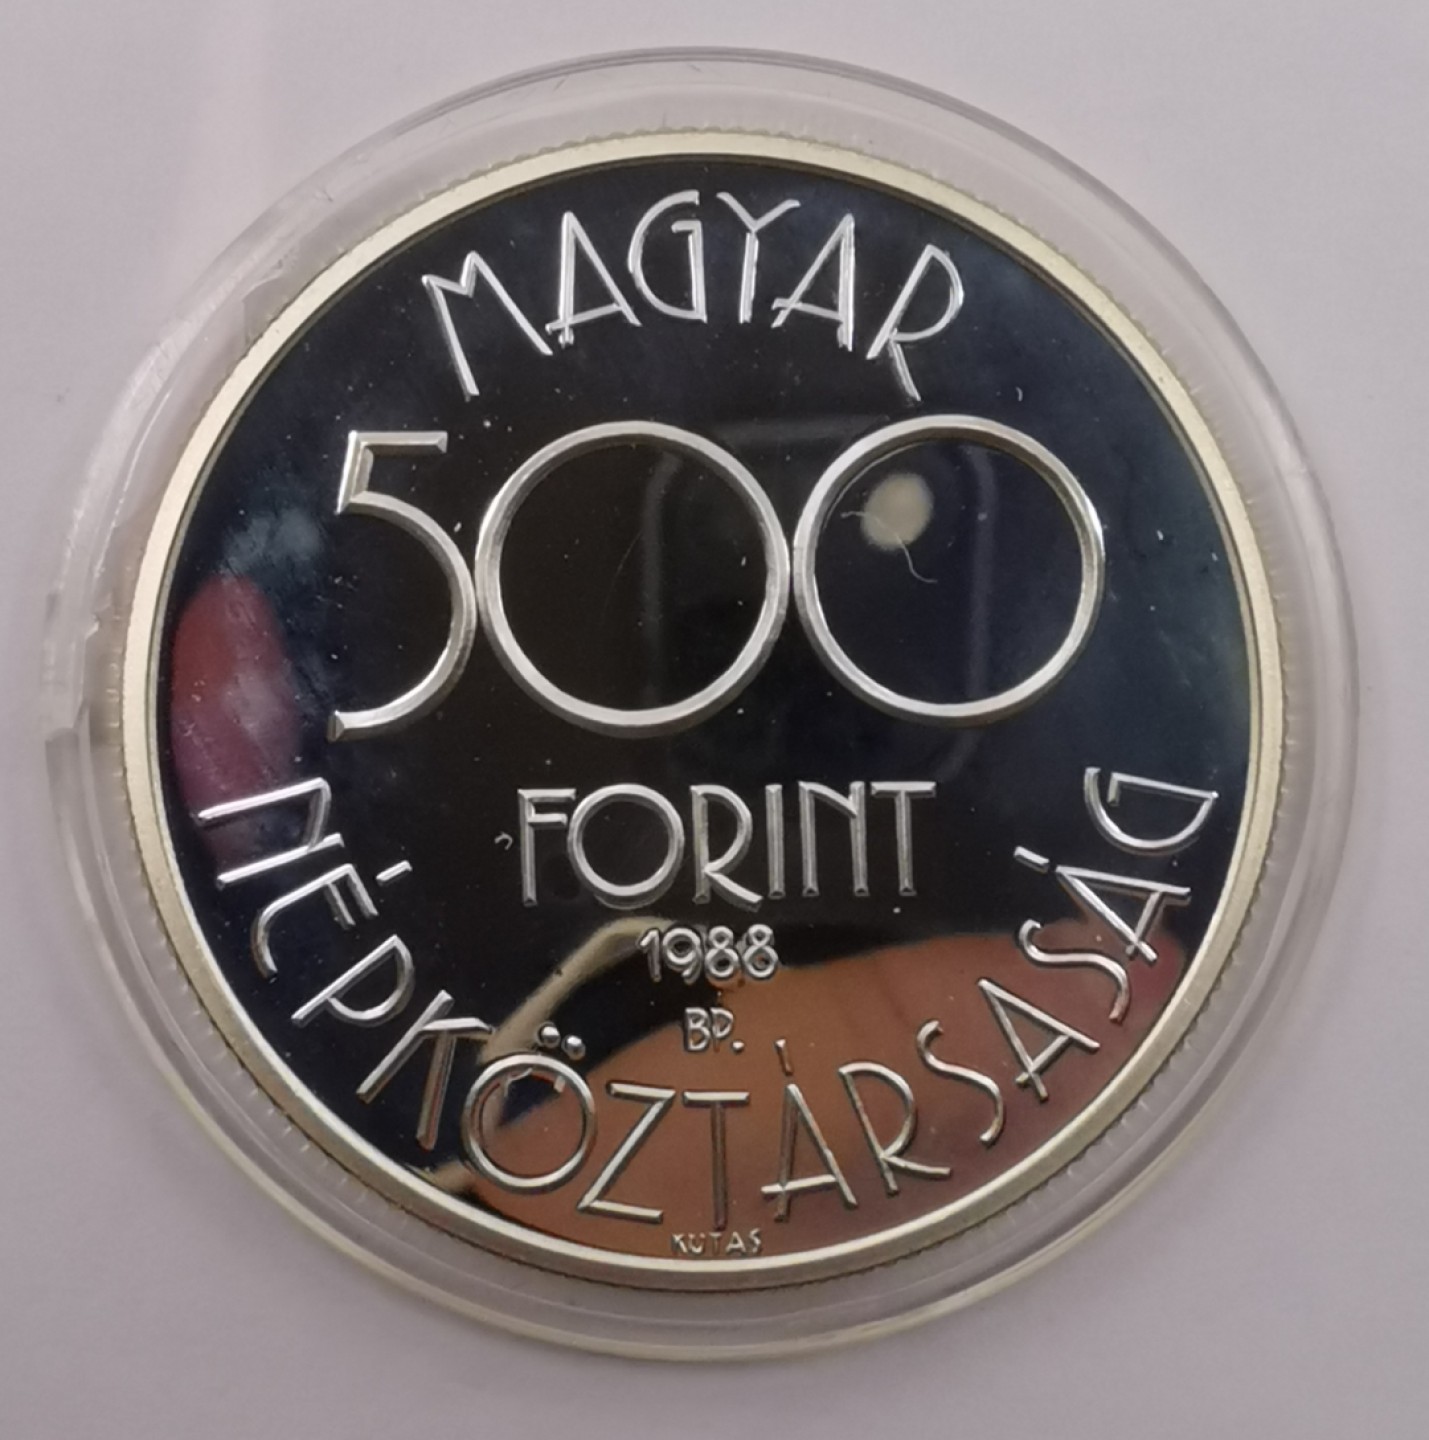 MAGYAR
500
FORINT
1988
BP.
NÉPKÖZTÁRSASÁG
KUTAS